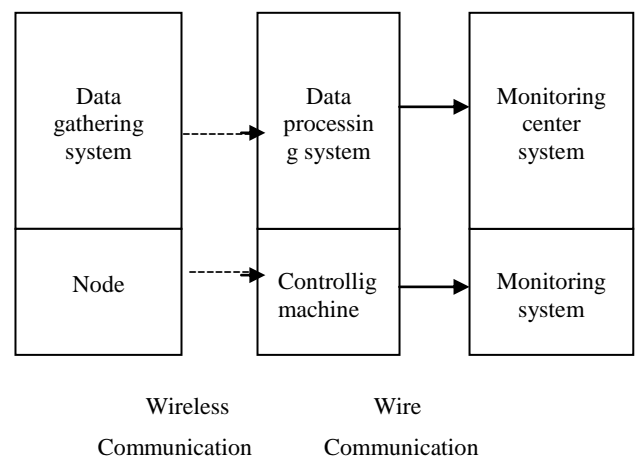 Data
gathering
system
Data
processin
g system
Monitoring
center
system
Node
Controllig
machine
Monitoring
system
Wireless
Communication
Wire
Communication